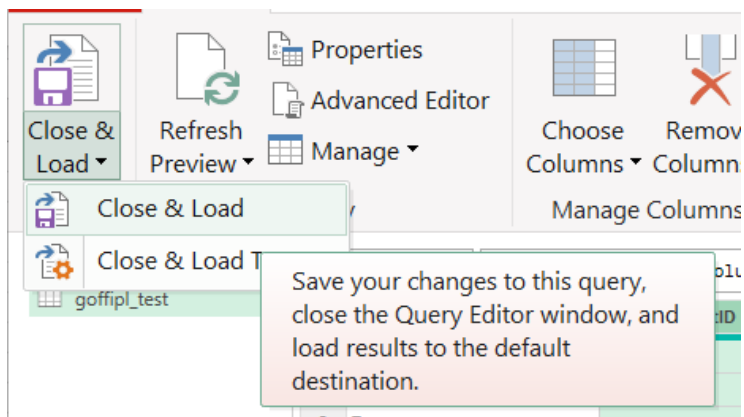 Properties
Advanced Editor
Close &
Load
Refresh
Preview
Manage
Choose
Columns
Manage Columns
Close & Load
Close & Load T
goffipl_test
Save your changes to this query,
close the Query Editor window, and
load results to the default
destination.